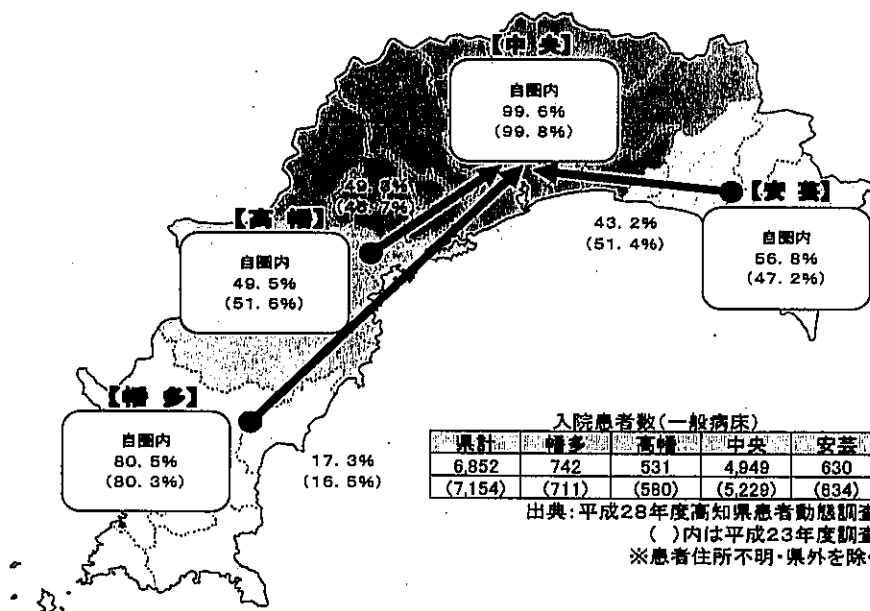 【中央】
自圏内
99. 6%
(99. 8%)
(48. 7%)
【高幡】
自圏内
49. 5%
(51. 6%)
43. 2%
(51. 4%)
【安芸】
自圏内
56. 8%
(47. 2%)
【幡多】
自圏内
80. 5%
(80. 3%)
17. 3%
(16. 5%)
入院患者数(一般病床)
県計 幡多 高幡 中央 安芸
6,852 742 531 4,949 630
(7,154) (711) (580) (5,229) (634)
出典:平成28年度高知県患者動態調査
( )内は平成23年度調査
※患者住所不明・県外を除